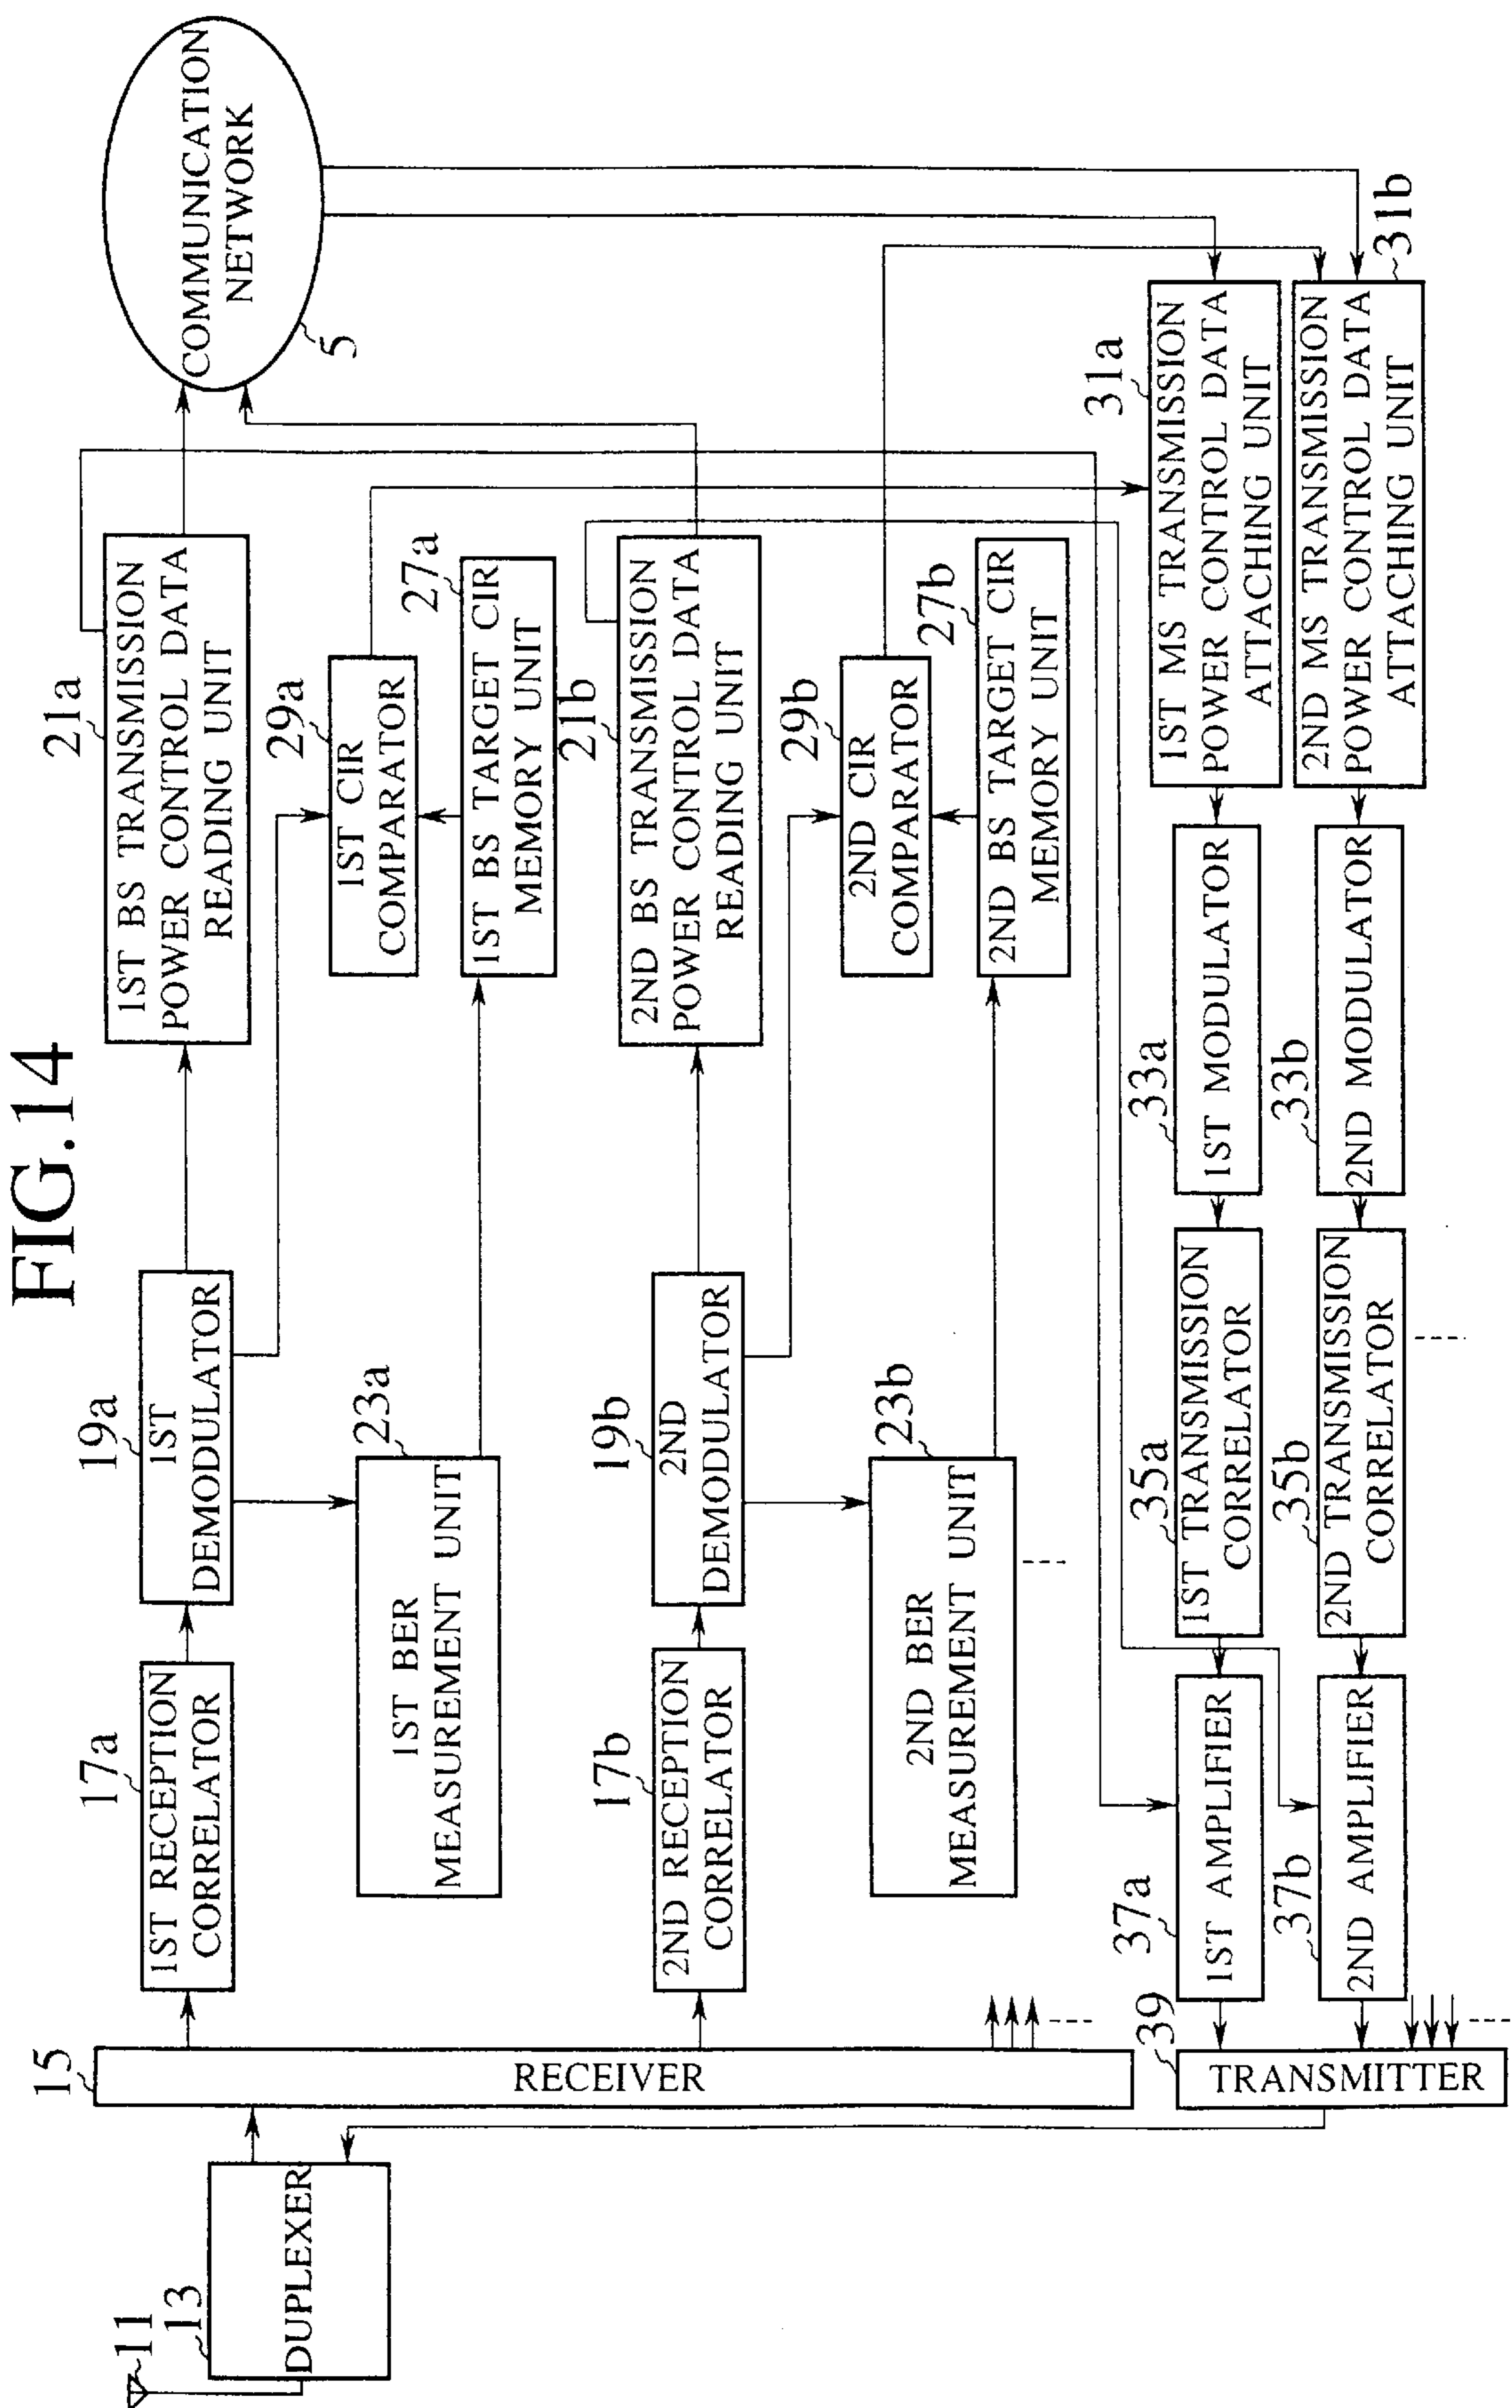 FIG.14
11
13
DUPLEXER
15
RECEIVER
17a
1ST RECEPTION
CORRELATOR
19a
1ST
DEMODULATOR
21a
1ST BS TRANSMISSION
POWER CONTROL DATA
READING UNIT
COMMUNICATION
NETWORK
5
23a
1ST BER
MEASUREMENT UNIT
29a
1ST CIR
COMPARATOR
27a
1ST BS TARGET CIR
MEMORY UNIT
17b
2ND RECEPTION
CORRELATOR
19b
2ND
DEMODULATOR
21b
2ND BS TRANSMISSION
POWER CONTROL DATA
READING UNIT
23b
2ND BER
MEASUREMENT UNIT
29b
2ND CIR
COMPARATOR
27b
2ND BS TARGET CIR
MEMORY UNIT
39
TRANSMITTER
37a
1ST AMPLIFIER
35a
1ST TRANSMISSION
CORRELATOR
33a
1ST MODULATOR
31a
1ST MS TRANSMISSION
POWER CONTROL DATA
ATTACHING UNIT
37b
2ND AMPLIFIER
35b
2ND TRANSMISSION
CORRELATOR
33b
2ND MODULATOR
31b
2ND MS TRANSMISSION
POWER CONTROL DATA
ATTACHING UNIT